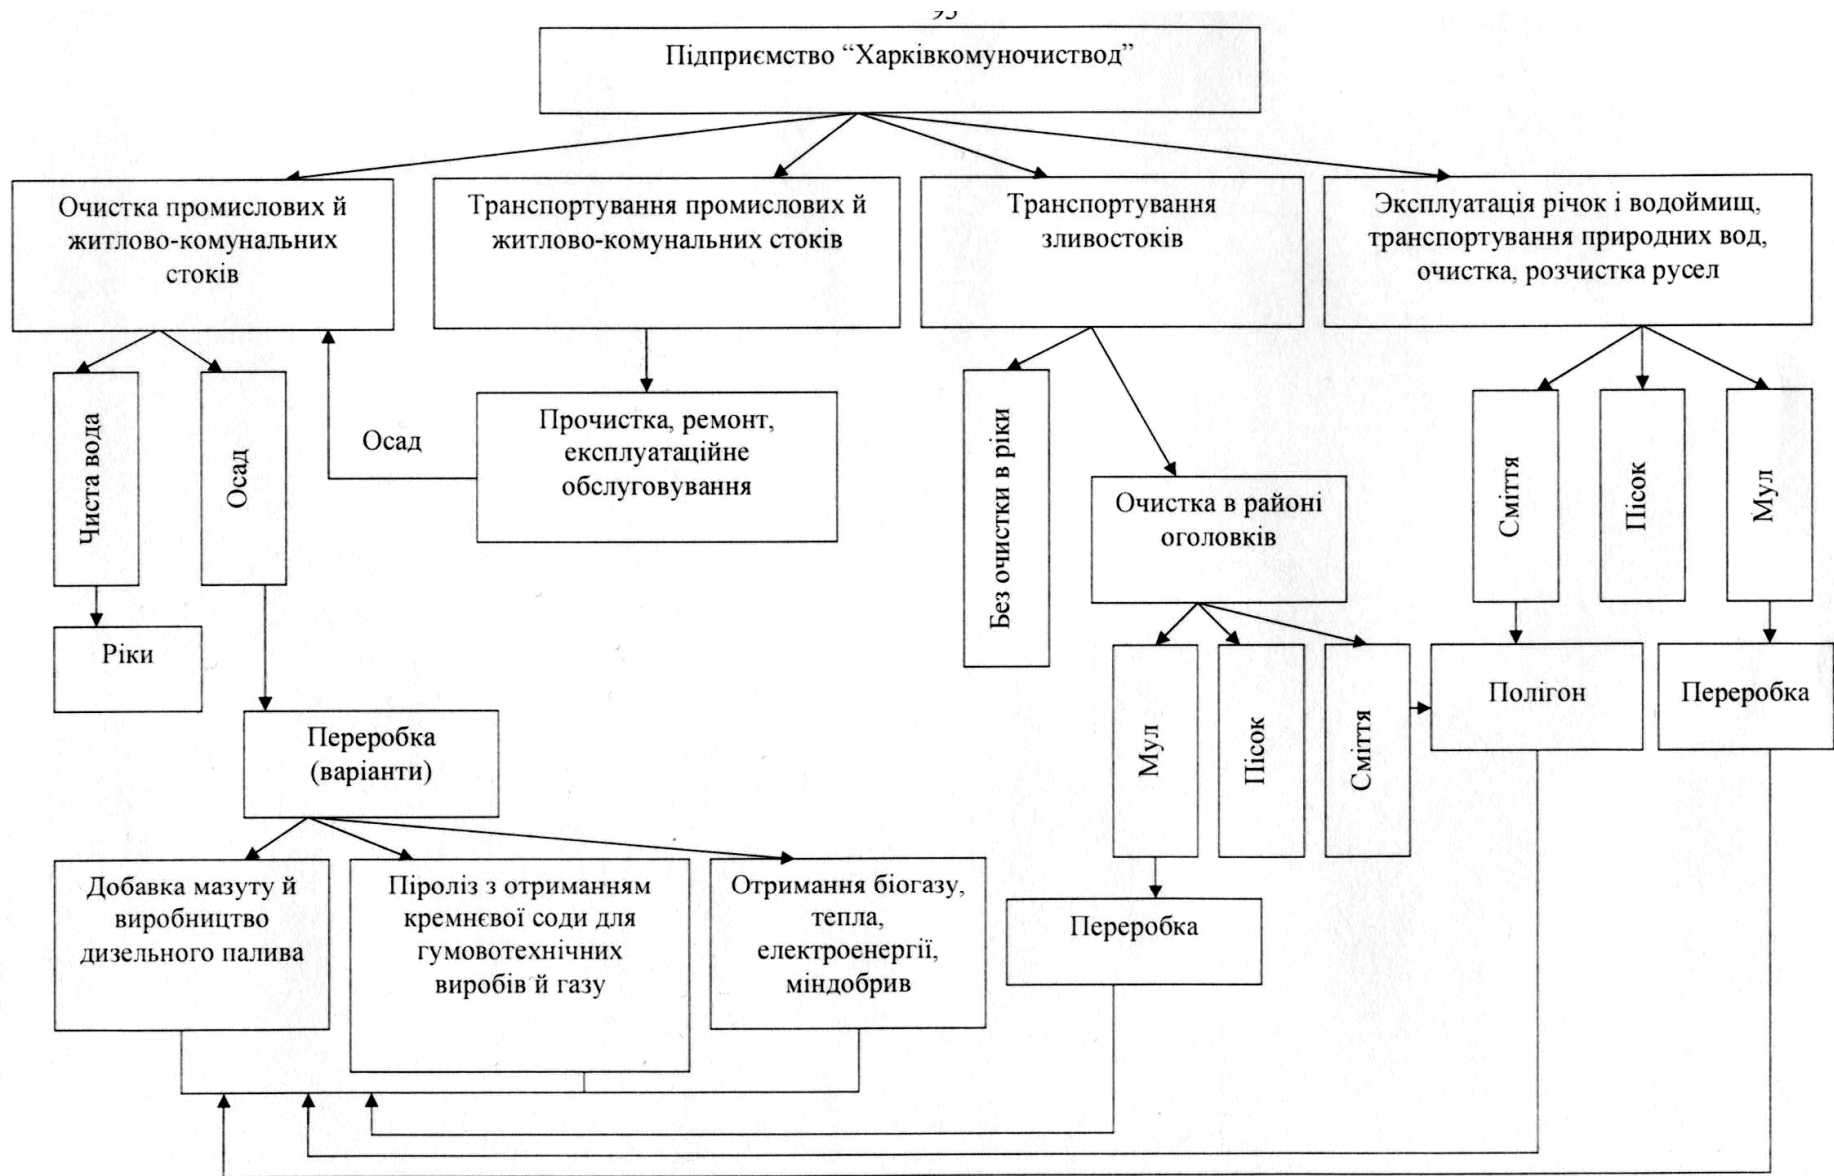 Підприємство “Харківкомуночиствод”
Очистка промислових й
житлово-комунальних
стоків
Транспортування промислових й
житлово-комунальних стоків
Транспортування
зливостоків
Эксплуатація річок і водоймищ,
транспортування природних вод,
очистка, розчистка русел
Чиста вода
Осад
Осад
Прочистка, ремонт,
експлуатаційне
обслуговування
Без очистки в ріки
Очистка в районі
оголовків
Сміття
Пісок
Мул
Ріки
Мул
Пісок
Сміття
Полігон
Переробка
Переробка
(варіанти)
Добавка мазуту й
виробництво
дизельного палива
Піроліз з отриманням
кремнєвої соди для
гумовотехнічних
виробів й газу
Отримання біогазу,
тепла,
електроенергії,
міндобрив
Переробка